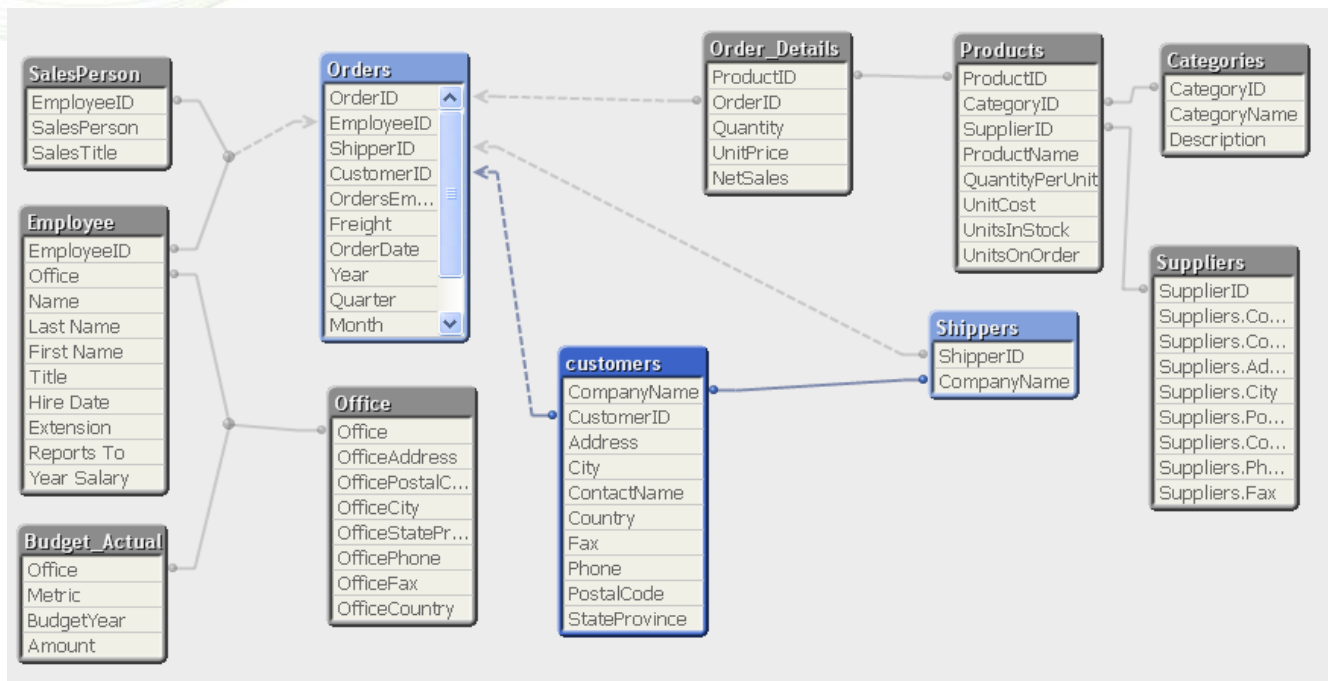 SalesPerson
EmployeeID
SalesPerson
SalesTitle
Orders
OrderID
EmployeeID
ShipperID
CustomerID
OrdersEm...
Freight
OrderDate
Year
Quarter
Month
Order_Details
ProductID
OrderID
Quantity
UnitPrice
NetSales
Products
ProductID
CategoryID
SupplierID
ProductName
QuantityPerUnit
UnitCost
UnitsInStock
UnitsOnOrder
Categories
CategoryID
CategoryName
Description
Employee
EmployeeID
Office
Name
Last Name
First Name
Title
Hire Date
Extension
Reports To
Year Salary
Suppliers
SupplierID
Suppliers.Co...
Suppliers.Co...
Suppliers.Ad...
Suppliers.City
Suppliers.Po...
Suppliers.Co...
Suppliers.Ph...
Suppliers.Fax
Shippers
ShipperID
CompanyName
customers
CompanyName
CustomerID
Address
City
ContactName
Country
Fax
Phone
PostalCode
StateProvince
Office
Office
OfficeAddress
OfficePostalC...
OfficeCity
OfficeStatePr...
OfficePhone
OfficeFax
OfficeCountry
Budget_Actual
Office
Metric
BudgetYear
Amount